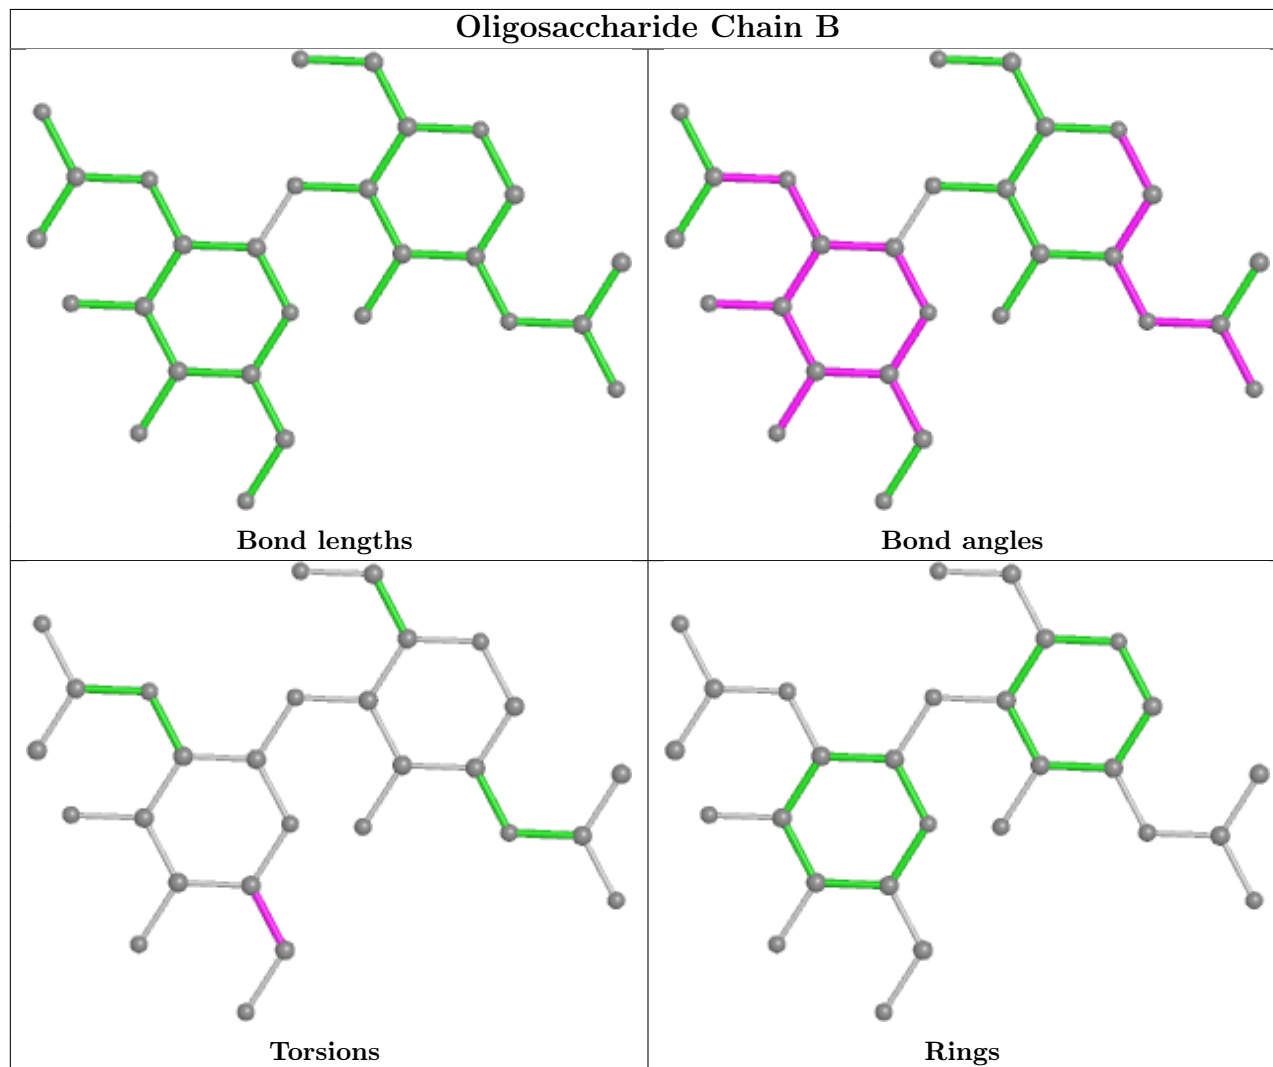 Oligosaccharide Chain B
Bond lengths
Bond angles
Torsions
Rings